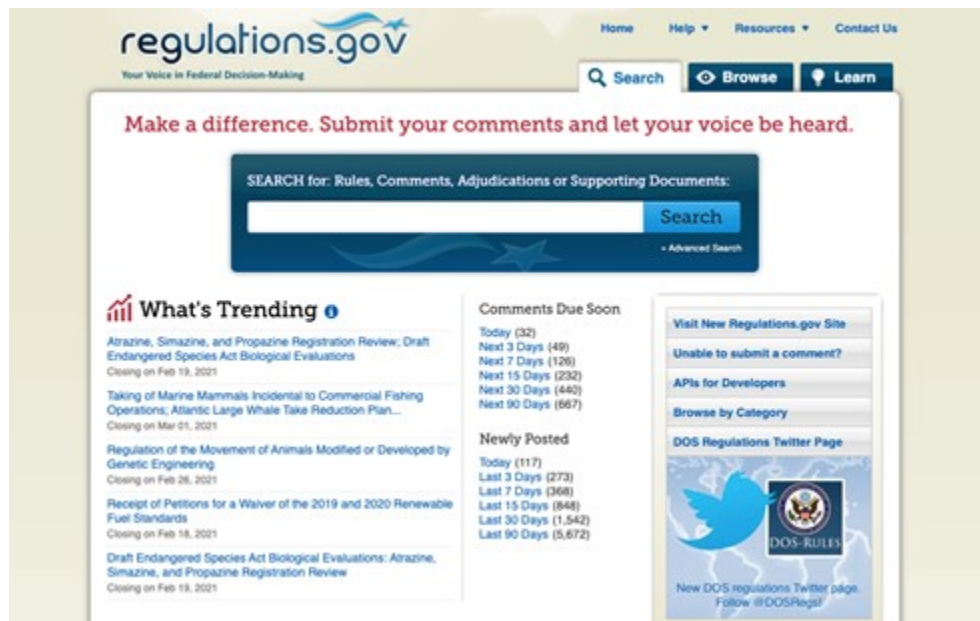 regulations.gov
Your Voice in Federal Decision-Making
Home
Help
Resources
Contact Us
Search
Browse
Learn
Make a difference. Submit your comments and let your voice be heard.
SEARCH for: Rules, Comments, Adjudications or Supporting Documents:
Search
» Advanced Search
What's Trending
Atrazine, Simazine, and Propazine Registration Review; Draft
Endangered Species Act Biological Evaluations
Closing on Feb 19, 2021
Taking of Marine Mammals Incidental to Commercial Fishing
Operations; Atlantic Large Whale Take Reduction Plan...
Closing on Mar 01, 2021
Regulation of the Movement of Animals Modified or Developed by
Genetic Engineering
Closing on Feb 26, 2021
Receipt of Petitions for a Waiver of the 2019 and 2020 Renewable
Fuel Standards
Closing on Feb 18, 2021
Draft Endangered Species Act Biological Evaluations: Atrazine,
Simazine, and Propazine Registration Review
Closing on Feb 19, 2021
Comments Due Soon
Today (32)
Next 3 Days (49)
Next 7 Days (126)
Next 15 Days (232)
Next 30 Days (440)
Next 90 Days (667)
Newly Posted
Today (117)
Last 3 Days (273)
Last 7 Days (368)
Last 15 Days (848)
Last 30 Days (1,542)
Last 90 Days (5,672)
Visit New Regulations.gov Site
Unable to submit a comment?
APIs for Developers
Browse by Category
DOS Regulations Twitter Page
DOS-RULES
New DOS regulations Twitter page.
Follow @DOSRegs!